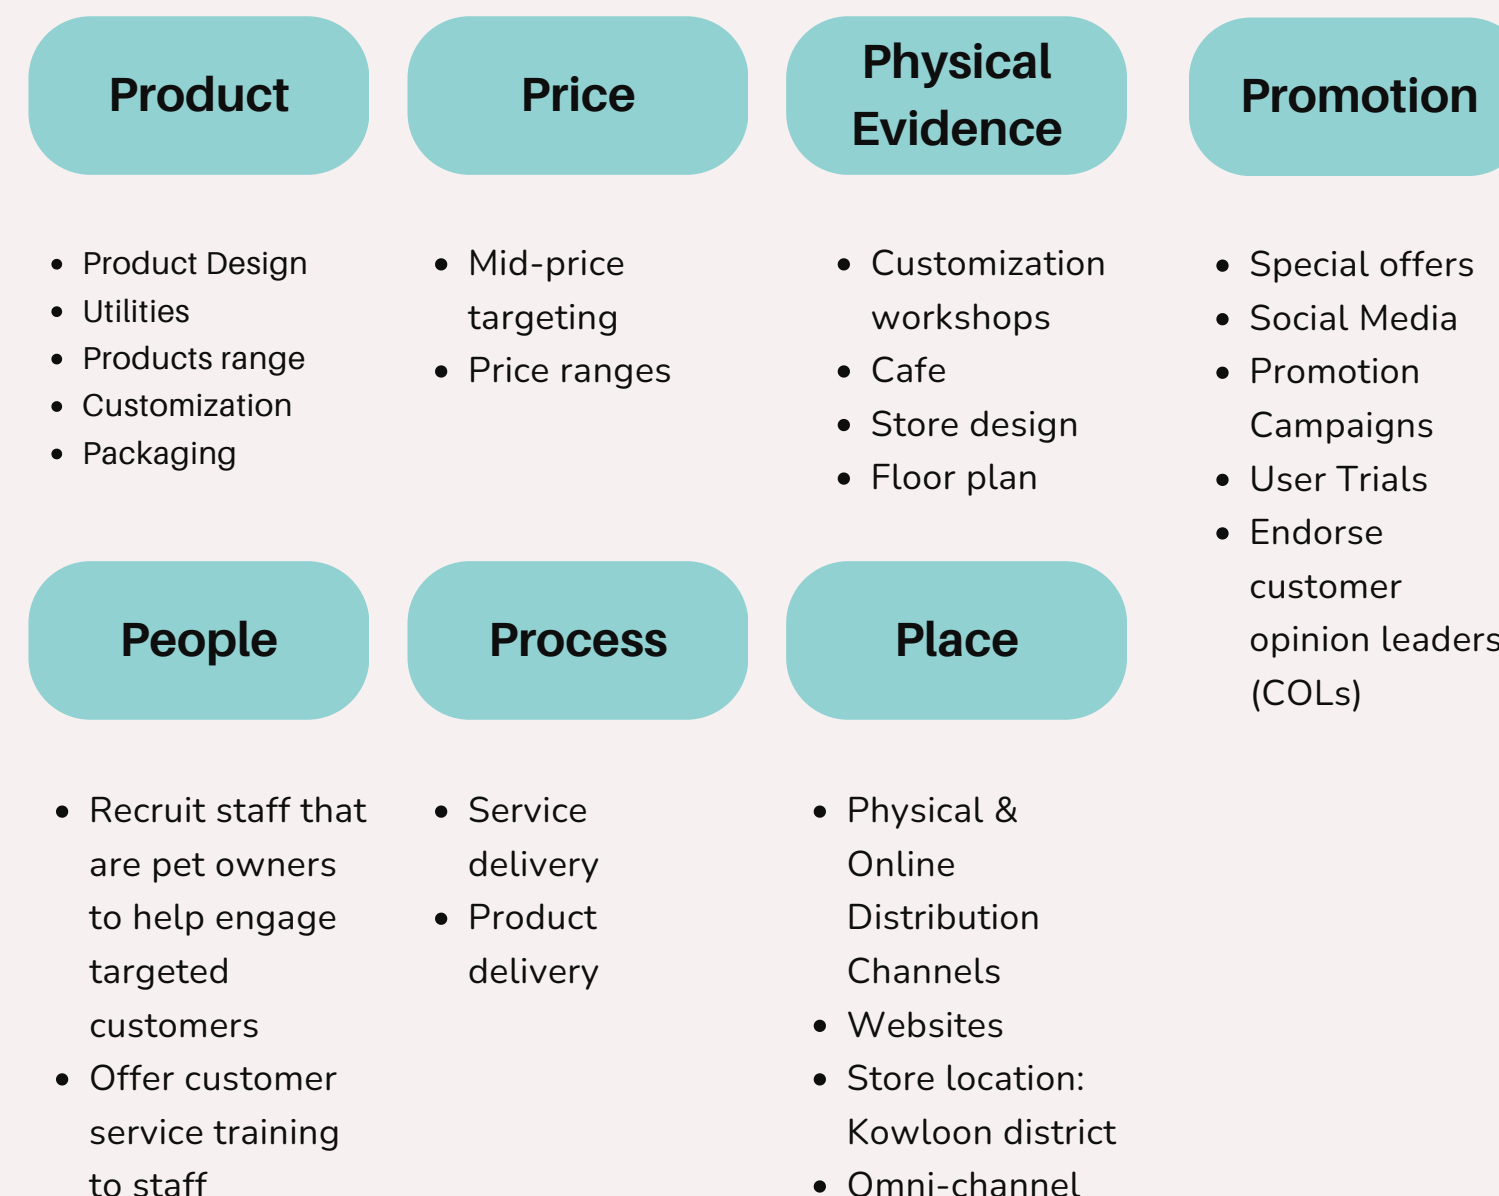 Product
• Product Design
• Utilities
• Products range
• Customization
• Packaging
Price
• Mid-price
targeting
• Price ranges
Physical
Evidence
• Customization
workshops
• Cafe
• Store design
• Floor plan
Promotion
• Special offers
• Social Media
• Promotion
Campaigns
• User Trials
• Endorse
customer
opinion leaders
(COLs)
People
• Recruit staff that
are pet owners
to help engage
targeted
customers
• Offer customer
service training
to staff
Process
• Service
delivery
• Product
delivery
Place
• Physical &
Online
Distribution
Channels
• Websites
• Store location:
Kowloon district
• Omni-channel